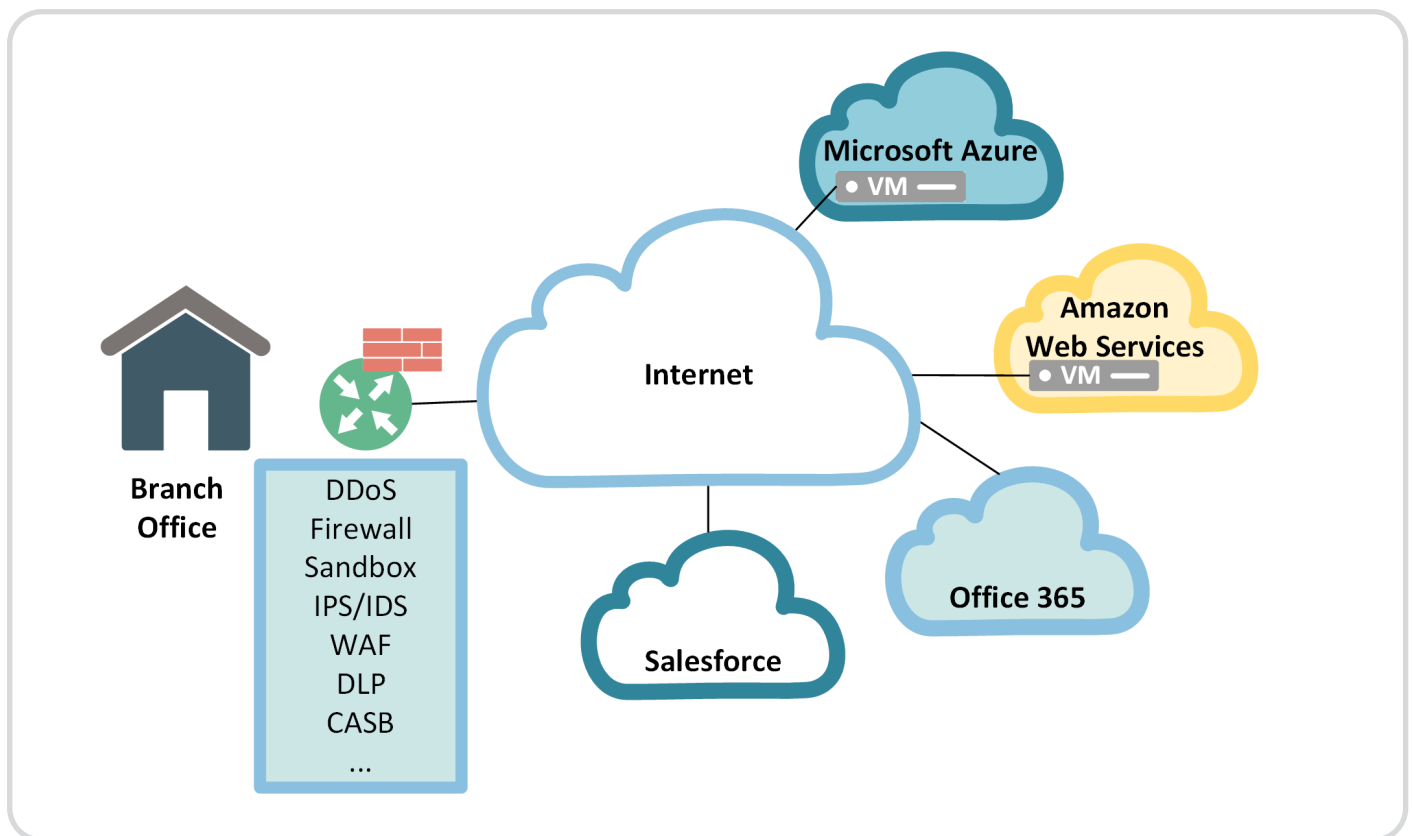 Microsoft Azure
VM
Amazon
Web Services
VM
Internet
Branch
Office
DDoS
Firewall
Sandbox
IPS/IDS
WAF
DLP
CASB
...
Office 365
Salesforce